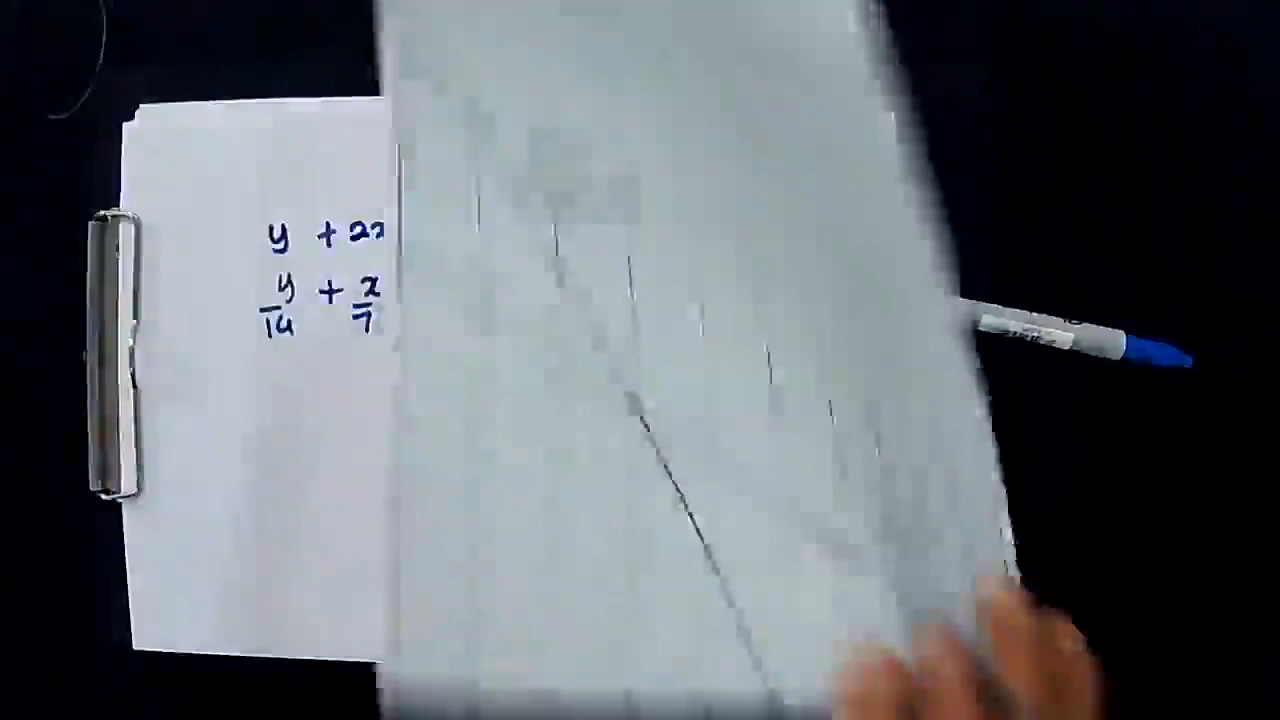 y + 2x
y/14 + x/7